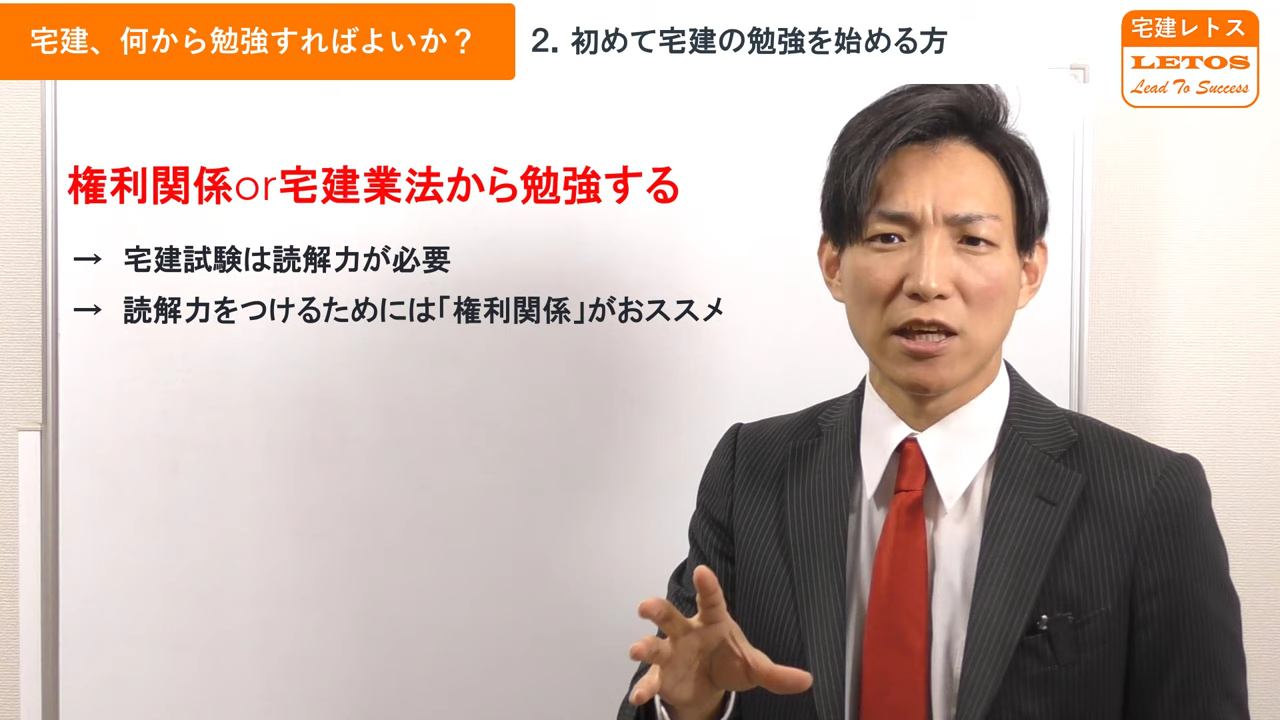 宅建、何から勉強すればよいか？
2. 初めて宅建の勉強を始める方
宅建レトス
LETOS
Lead To Success
権利関係or宅建業法から勉強する
→ 宅建試験は読解力が必要
→ 読解力をつけるためには「権利関係」がおススメ